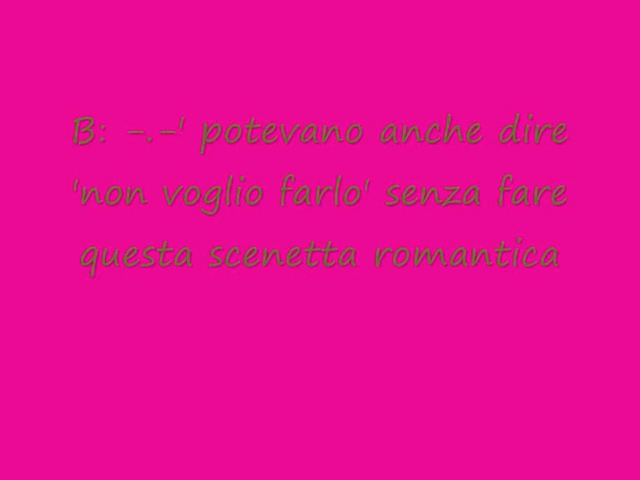 B: -.-' potevano anche dire
'non voglio farlo' senza fare
questa scenetta romantica